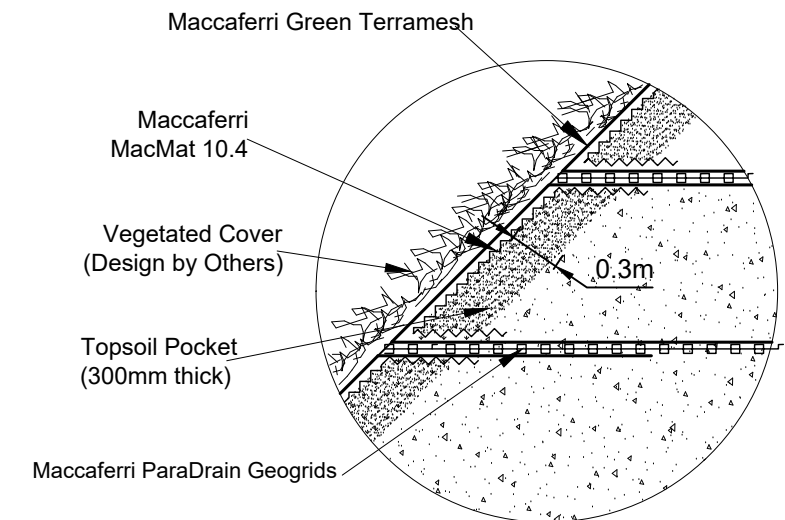 Maccaferri Green Terramesh
Maccaferri
MacMat 10.4
Vegetated Cover
(Design by Others)
0.3m
Topsoil Pocket
(300mm thick)
Maccaferri ParaDrain Geogrids